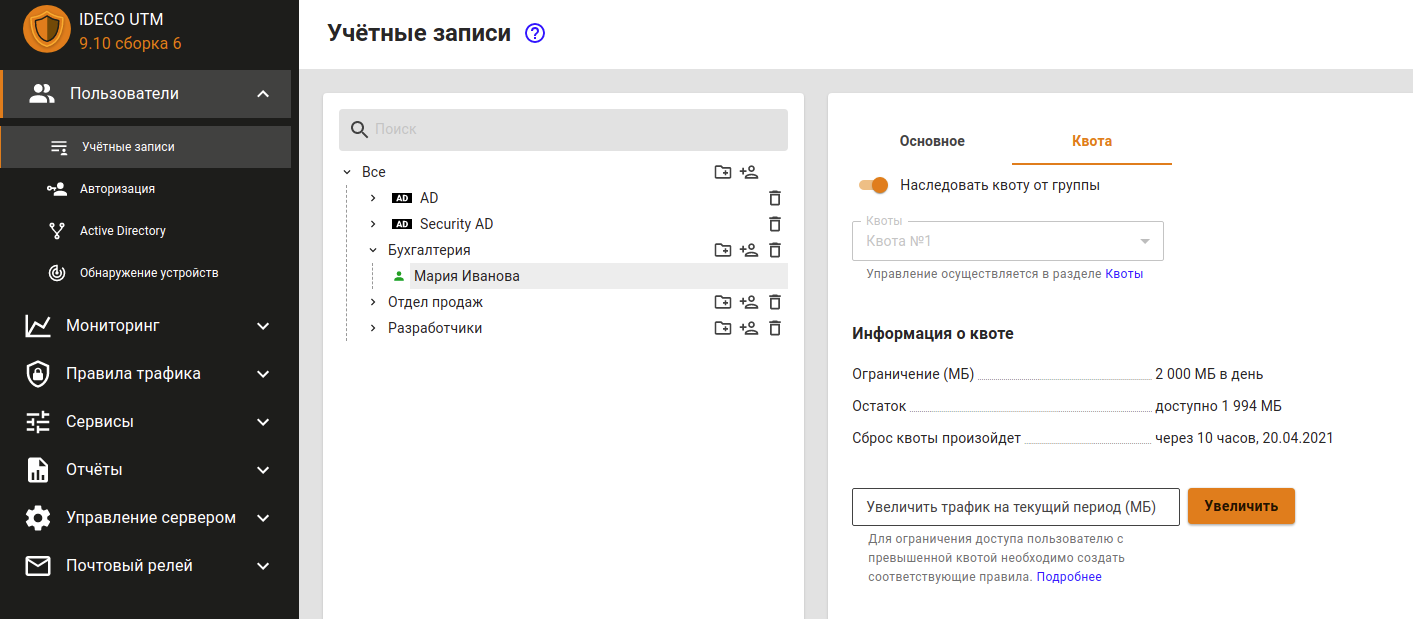 IDECO UTM
9.10 сборка 6
Пользователи
Учётные записи
Авторизация
Active Directory
Обнаружение устройств
Мониторинг
Правила трафика
Сервисы
Отчёты
Управление сервером
Почтовый релей
Учётные записи
Поиск
Все
AD AD
AD Security AD
Бухгалтерия
Мария Иванова
Отдел продаж
Разработчики
Основное Квота
Наследовать квоту от группы
Квоты
Квота №1
Управление осуществляется в разделе Квоты
Информация о квоте
Ограничение (МБ) 2 000 МБ в день
Остаток доступно 1 994 МБ
Сброс квоты произойдет через 10 часов, 20.04.2021
Увеличить трафик на текущий период (МБ) Увеличить
Для ограничения доступа пользователю с
превышенной квотой необходимо создать
соответствующие правила. Подробнее